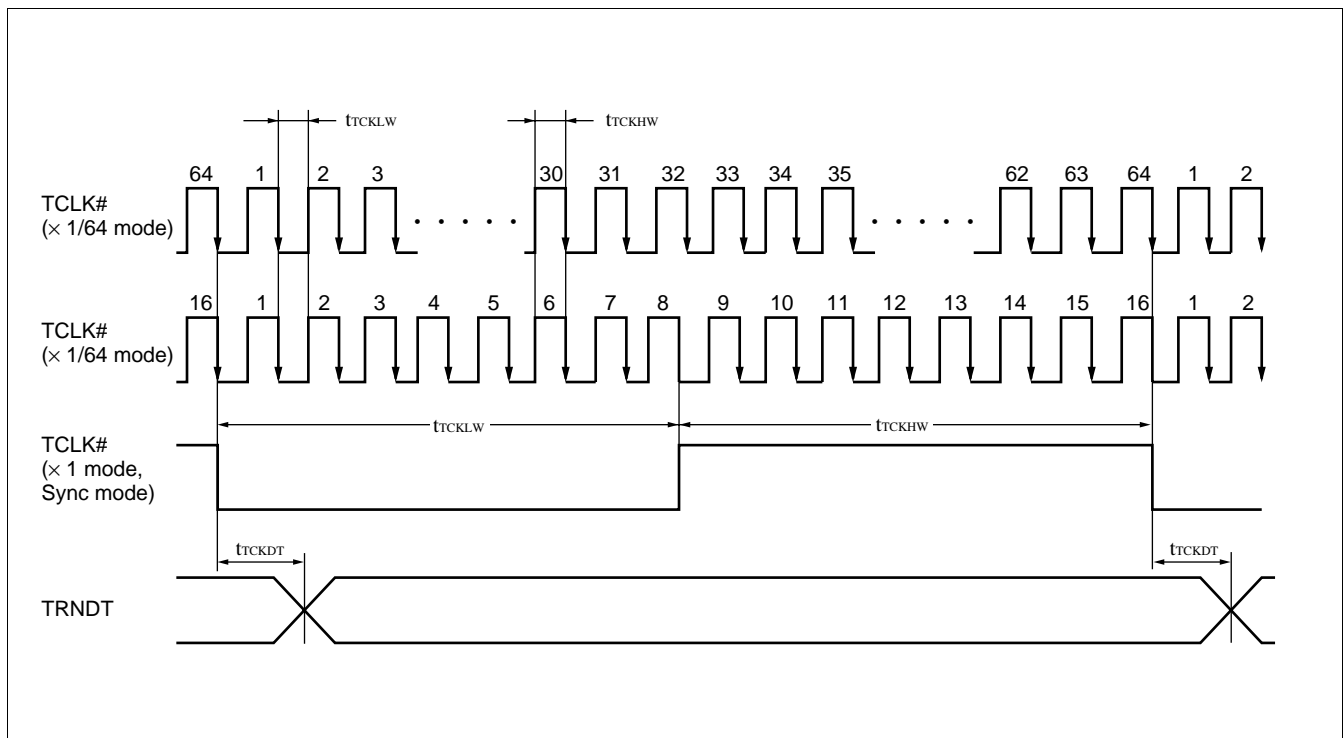 tTCKLW tTCKHW
64 1 2 3 30 31 32 33 34 35 62 63 64 1 2
TCLK#
(× 1/64 mode)
. . . . . . . . . .
16 1 2 3 4 5 6 7 8 9 10 11 12 13 14 15 16 1 2
TCLK#
(× 1/64 mode)
tTCKLW tTCKHW
TCLK#
(× 1 mode,
Sync mode)
tTCKDT tTCKDT
TRNDT